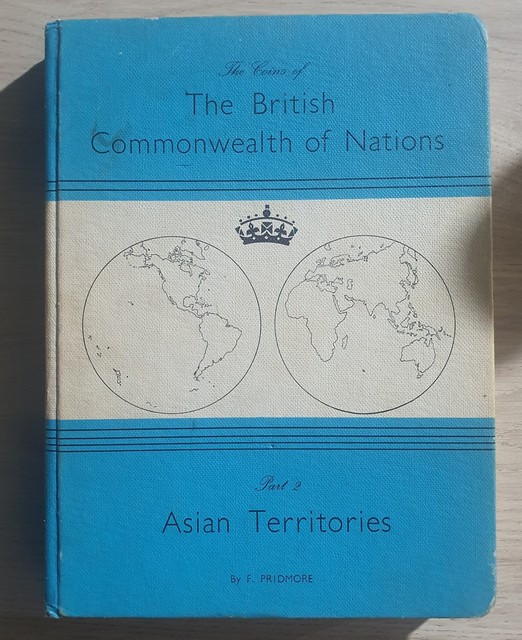 The Coins of
The British
Commonwealth of Nations
Part 2
Asian Territories
By F. PRIDMORE